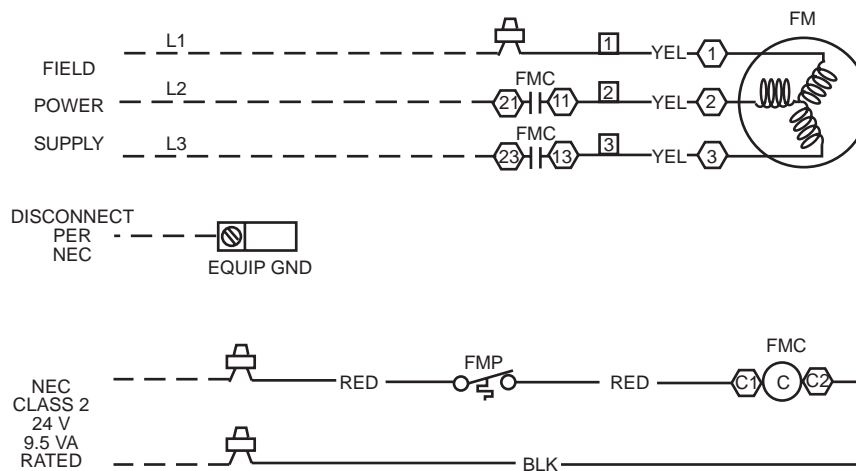 FM
L1
1
YEL
1
FIELD
L2
FMC
21
11
2
YEL
2
POWER
FMC
SUPPLY
L3
23
13
3
YEL
3
DISCONNECT
PER
NEC
EQUIP GND
NEC
CLASS 2
24 V
9.5 VA
RATED
RED
FMP
RED
FMC
C1
C
C2
BLK